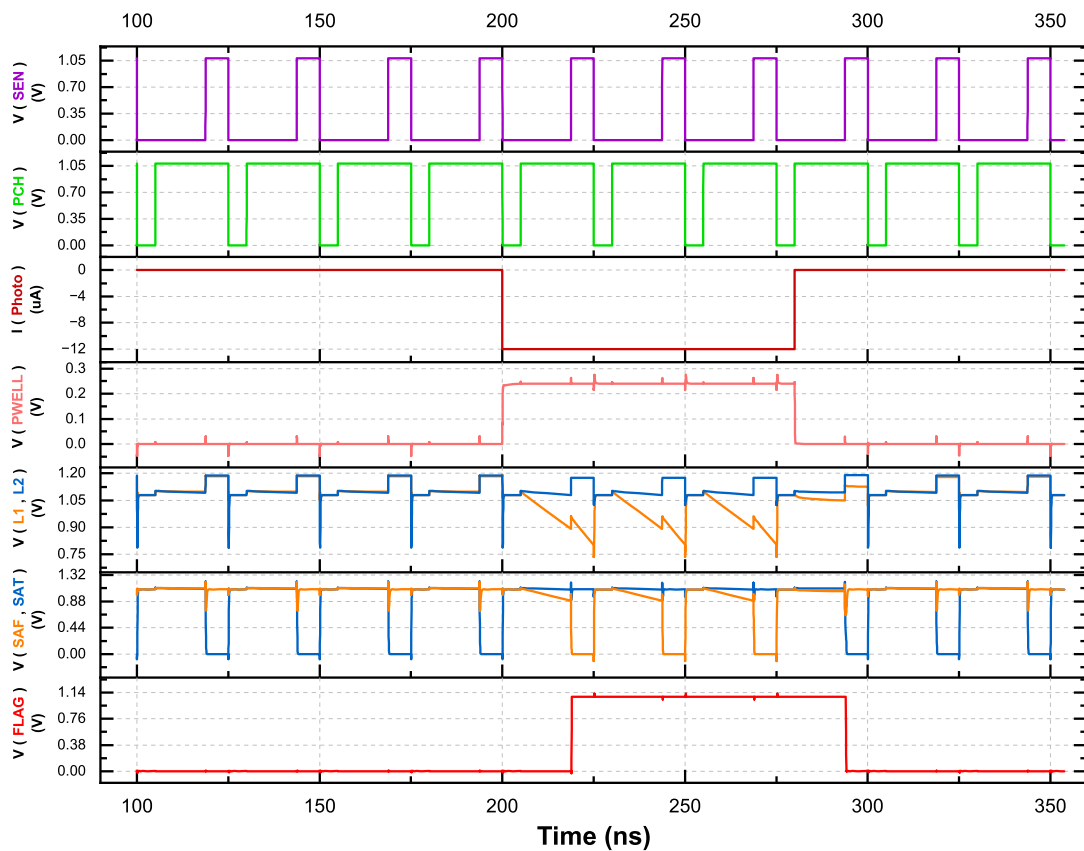 100 150 200 250 300 350
V ( SEN )
(V)
1.05
0.70
0.35
0.00
V ( PCH )
(V)
1.05
0.70
0.35
0.00
I ( Photo )
(uA)
0
−4
−8
−12
V ( PWELL )
(V)
0.3
0.2
0.0
V ( L1 , L2 )
(V)
1.20
1.05
0.90
0.75
V ( SAF , SAT )
(V)
1.32
0.88
0.44
0.00
V ( FLAG )
(V)
1.14
0.76
0.38
0.00
100 150 200 250 300 350
Time (ns)